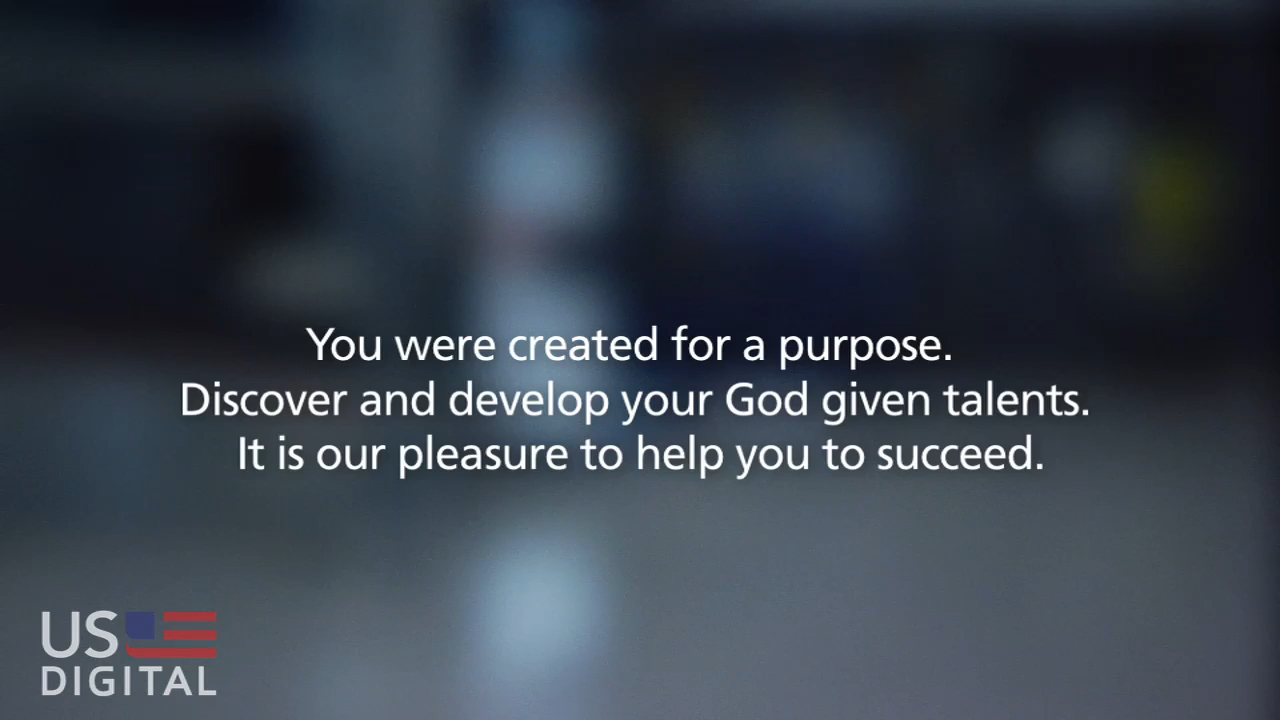 You were created for a purpose.
Discover and develop your God given talents.
It is our pleasure to help you to succeed.
US
DIGITAL